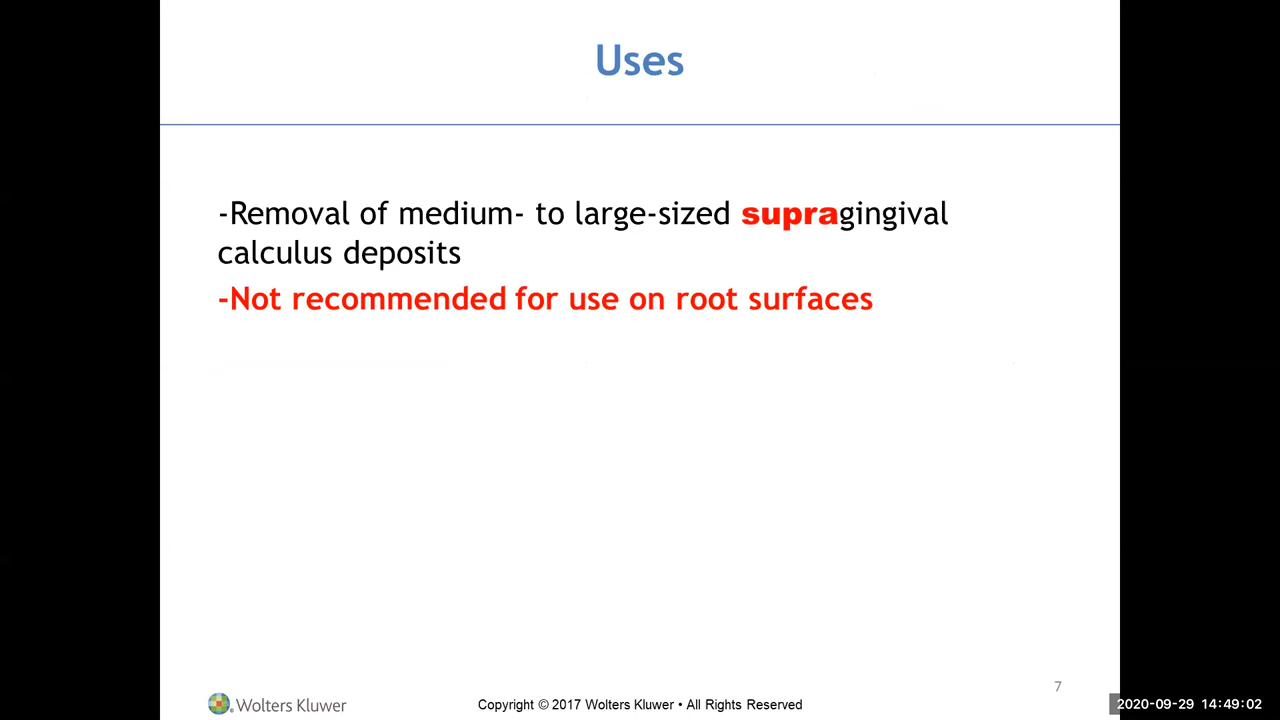 Uses
-Removal of medium- to large-sized supragingival
calculus deposits
-Not recommended for use on root surfaces
7
Wolters Kluwer
Copyright © 2017 Wolters Kluwer • All Rights Reserved
2020-09-29 14:49:02